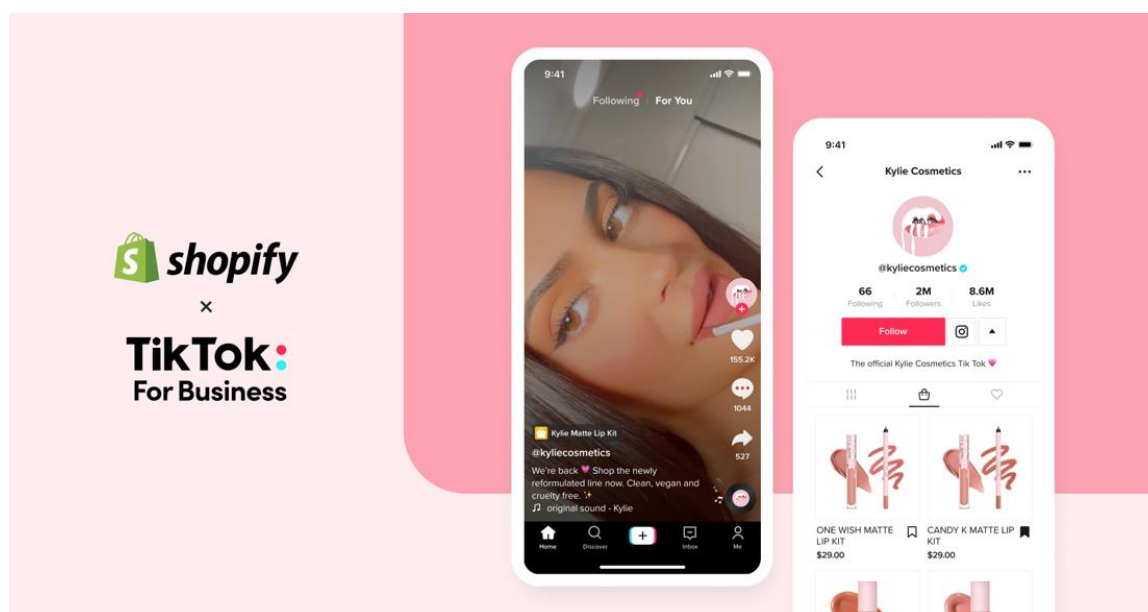 shopify
×
TikTok:
For Business
9:41
Following
For You
155.2K
1044
527
Kylie Matte Lip Kit
@kyliecosmetics
We're back 💗 Shop the newly
reformulated line now. Clean, vegan and
cruelty free. ✨
original sound - Kylie
Home
Discover
Inbox
Me
9:41
Kylie Cosmetics
@kyliecosmetics
66
2M
8.6M
Following
Followers
Likes
Follow
The official Kylie Cosmetics Tik Tok 💗
ONE WISH MATTE
LIP KIT
$29.00
CANDY K MATTE LIP
KIT
$29.00